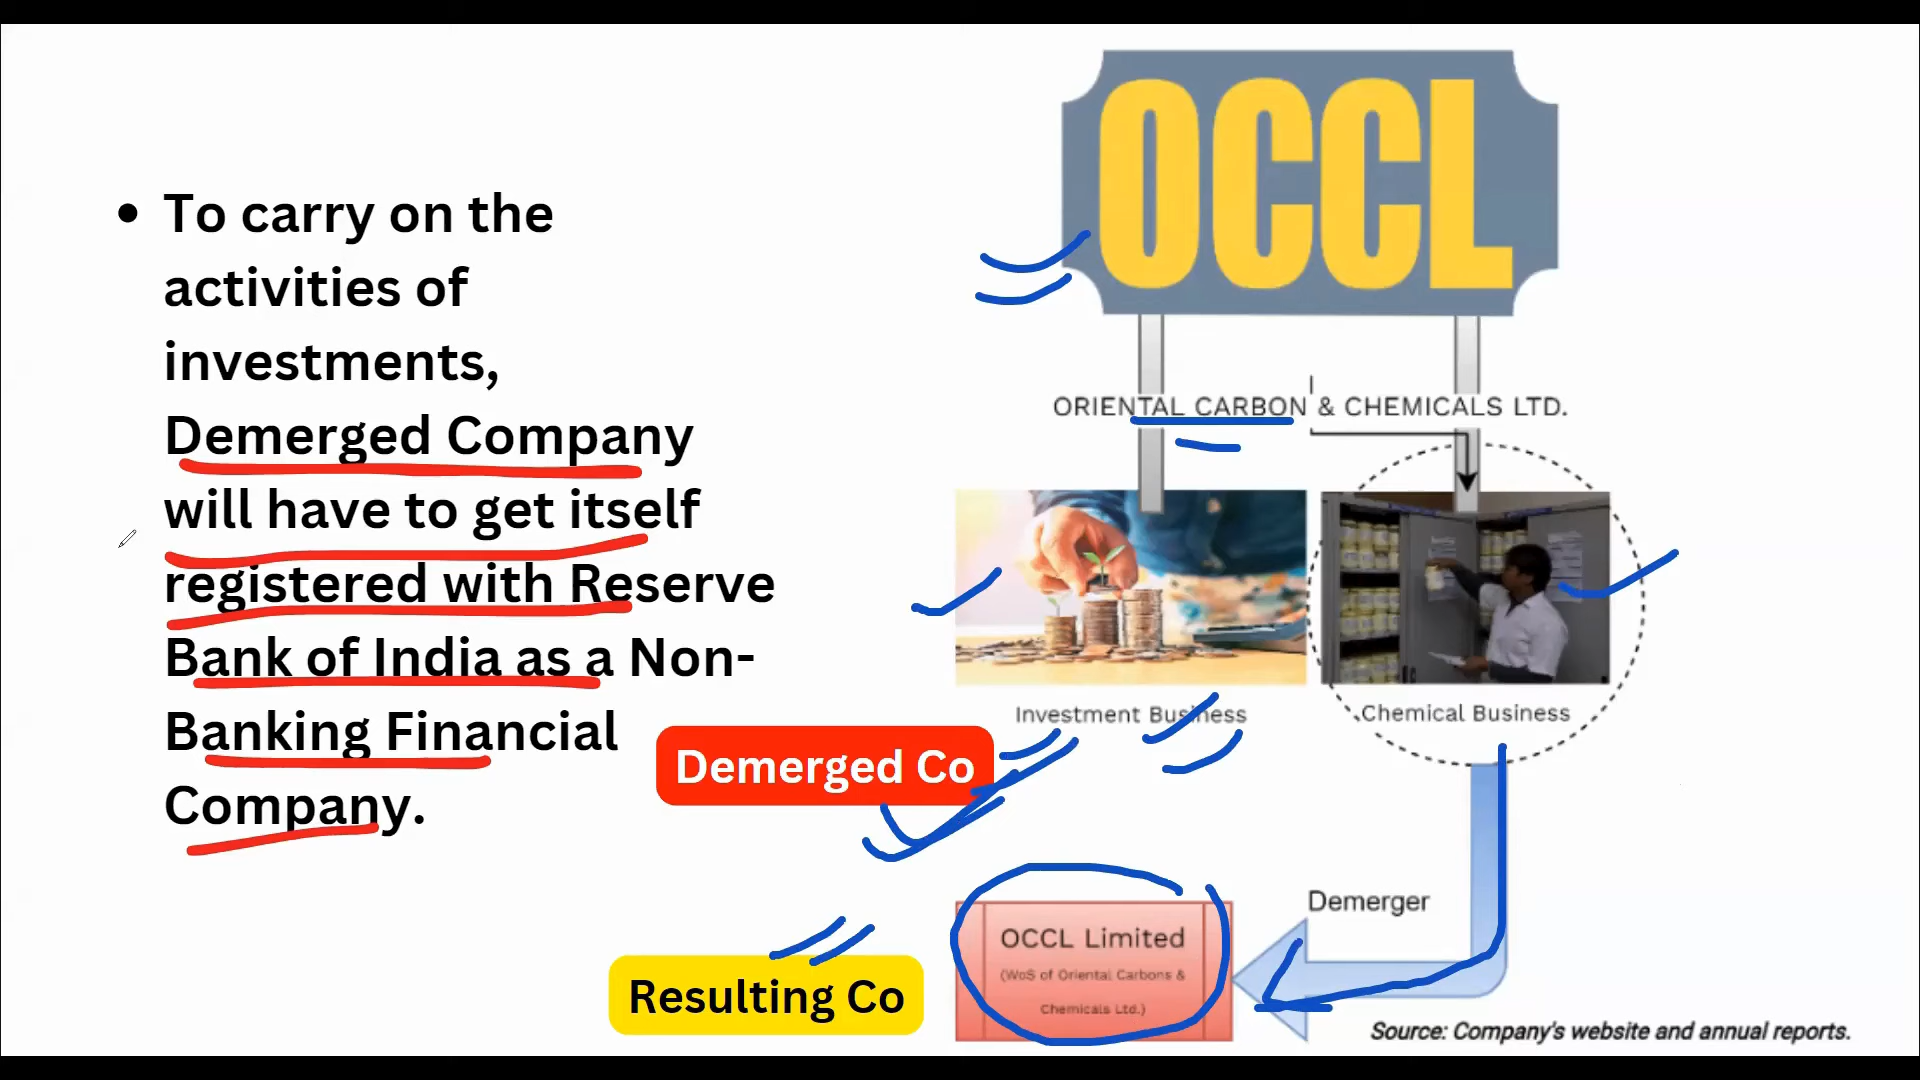 • To carry on the
activities of
investments,
Demerged Company
will have to get itself
registered with Reserve
Bank of India as a Non-
Banking Financial
Company.
OCCL
ORIENTAL CARBON & CHEMICALS LTD.
Investment Business
Chemical Business
Demerged Co
Demerger
OCCL Limited
(WoS of Oriental Carbons &
Chemicals Ltd.)
Resulting Co
Source: Company's website and annual reports.